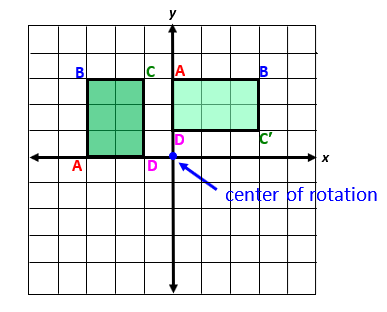 y
B C A B
D C'
A D x
center of rotation